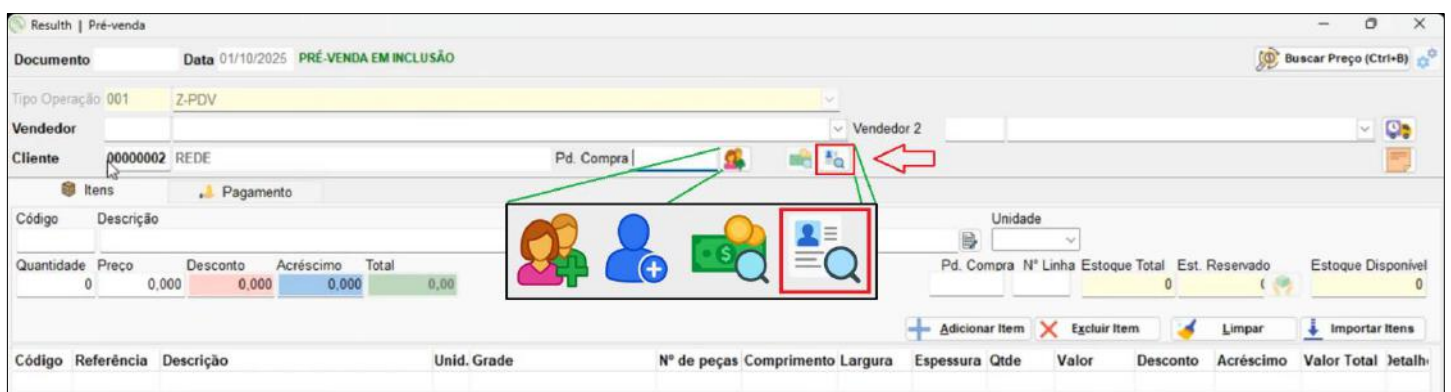 Resulth | Pré-venda
Documento Data 01/10/2025 PRÉ-VENDA EM INCLUSÃO Buscar Preço (Ctrl+B)
Tipo Operação 001 Z-PDV
Vendedor Vendedor 2
Cliente 00000002 REDE Pd. Compra
Itens Pagamento
Código Descrição Unidade
Quantidade Preço Desconto Acréscimo Total Pd. Compra N° Linha Estoque Total Est. Reservado Estoque Disponível
0 0,000 0,000 0,000 0,00 0 0
Adicionar Item Excluir Item Limpar Importar Itens
Código Referência Descrição Unid. Grade N° de peças Comprimento Largura Espessura Qtde Valor Desconto Acréscimo Valor Total